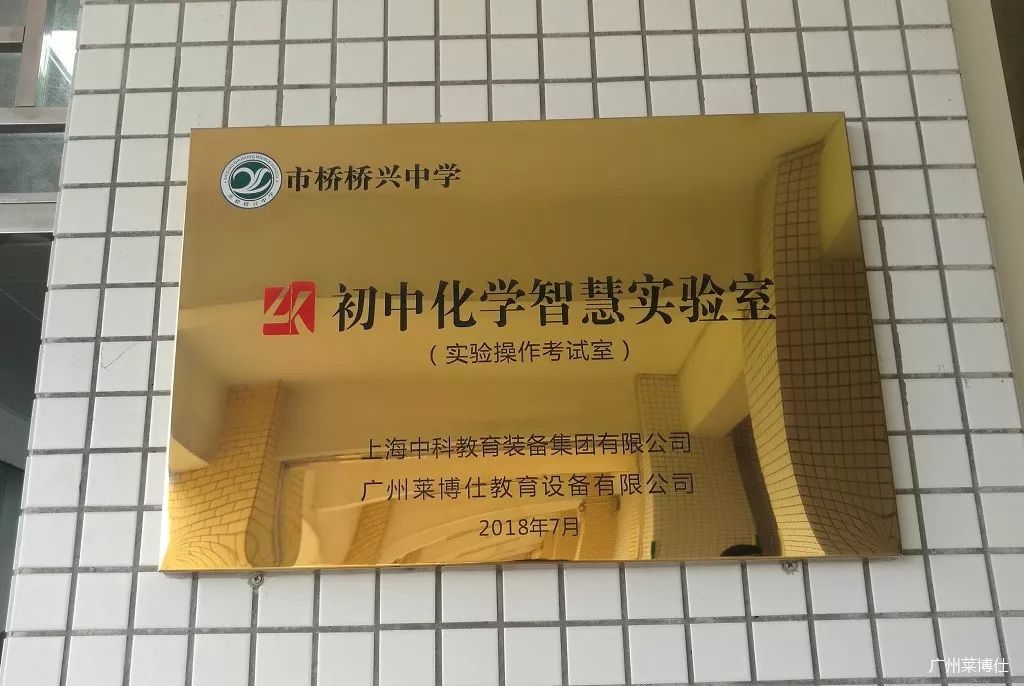 市桥桥兴中学
初中化学智慧实验室
（实验操作考试室）
上海中科教育装备集团有限公司
广州莱博仕教育设备有限公司
2018年7月
广州莱博仕